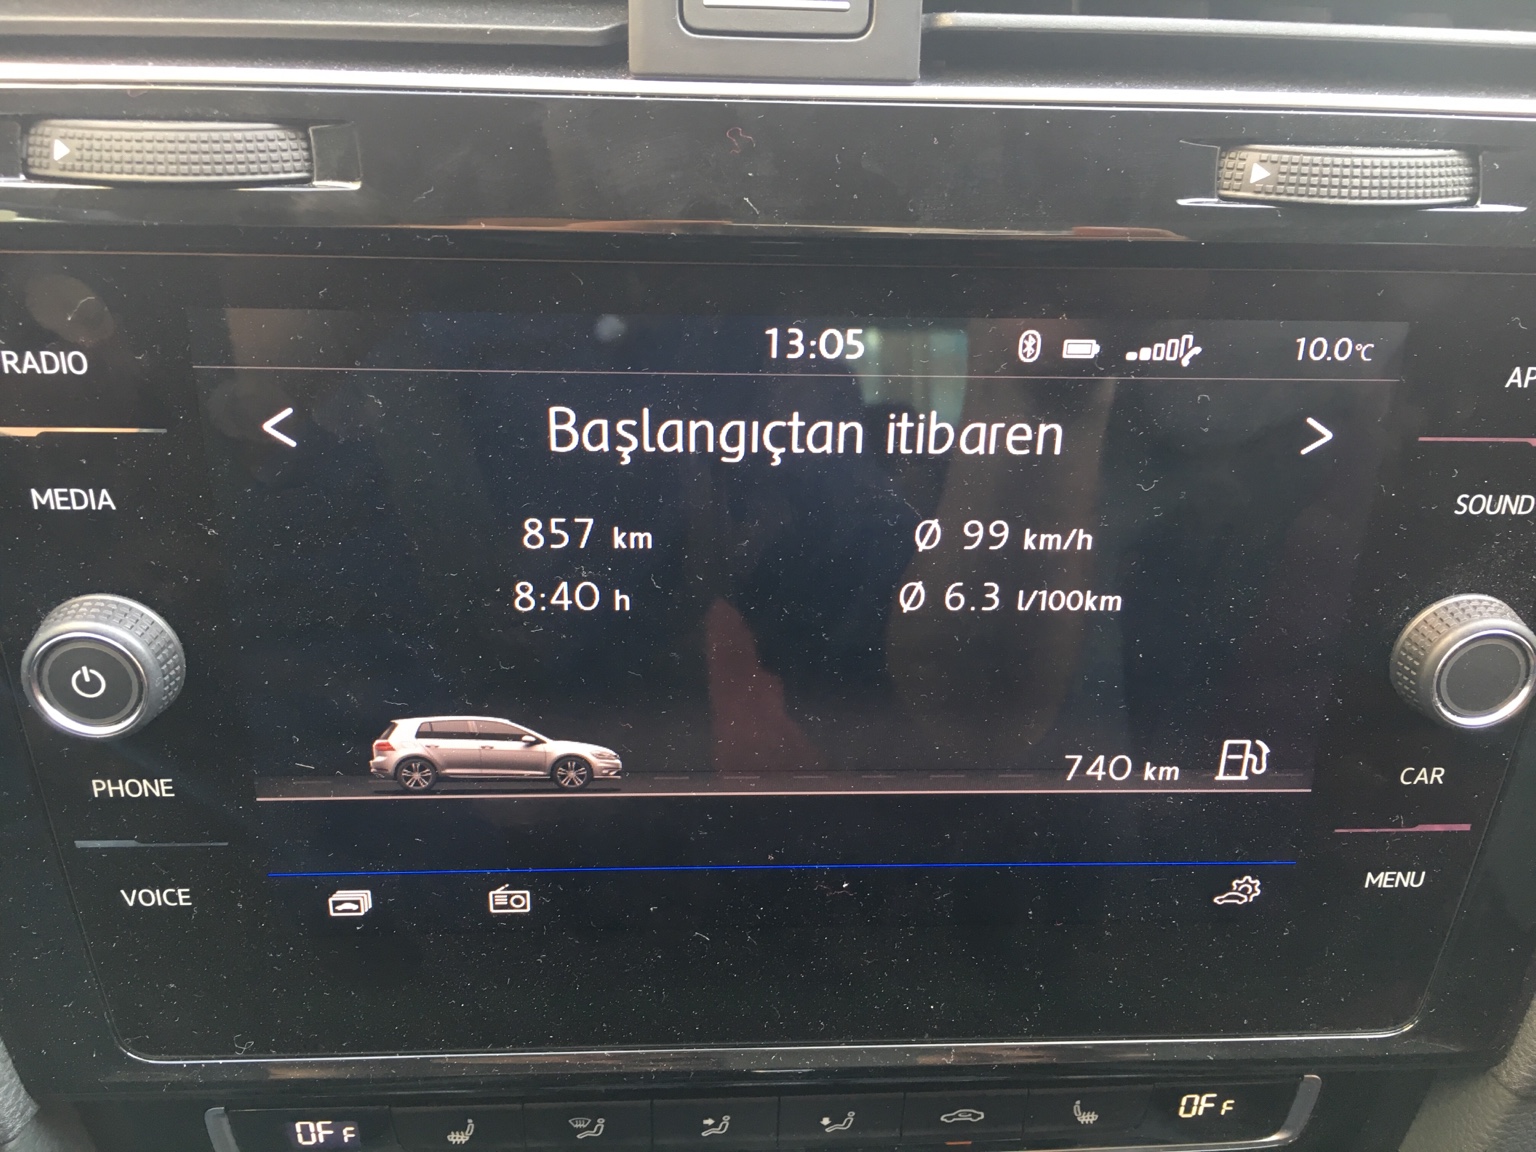 13:05
10.0°C
RADIO
AP
< Başlangıçtan itibaren >
MEDIA
SOUND
857 km
Ø 99 km/h
8:40 h
Ø 6.3 l/100km
740 km
PHONE
CAR
VOICE
MENU
OFF
OFF